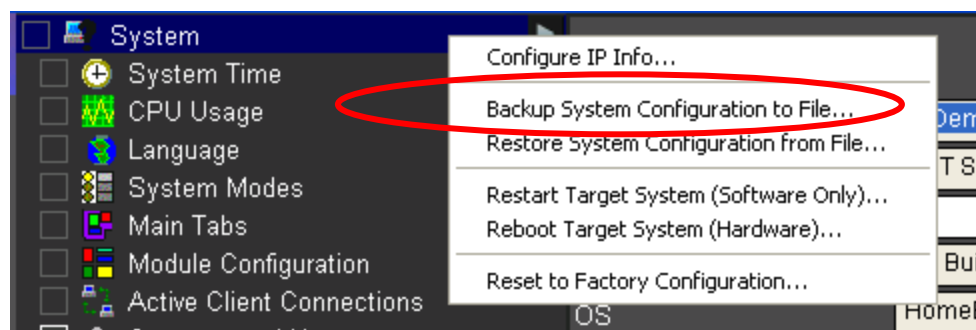 System
System Time
CPU Usage
Language
System Modes
Main Tabs
Module Configuration
Active Client Connections
Configure IP Info...
Backup System Configuration to File...
Restore System Configuration from File...
Restart Target System (Software Only)...
Reboot Target System (Hardware)...
Reset to Factory Configuration...
OS